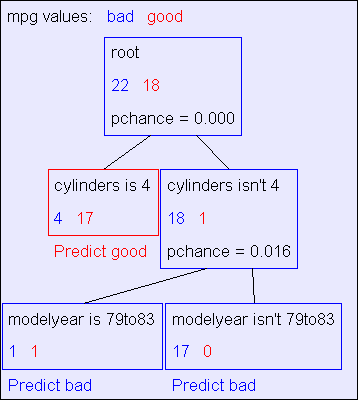 mpg values: bad good
root
22 18
pchance = 0.000
cylinders is 4
4 17
Predict good
cylinders isn't 4
18 1
pchance = 0.016
modelyear is 79to83
1 1
Predict bad
modelyear isn't 79to83
17 0
Predict bad